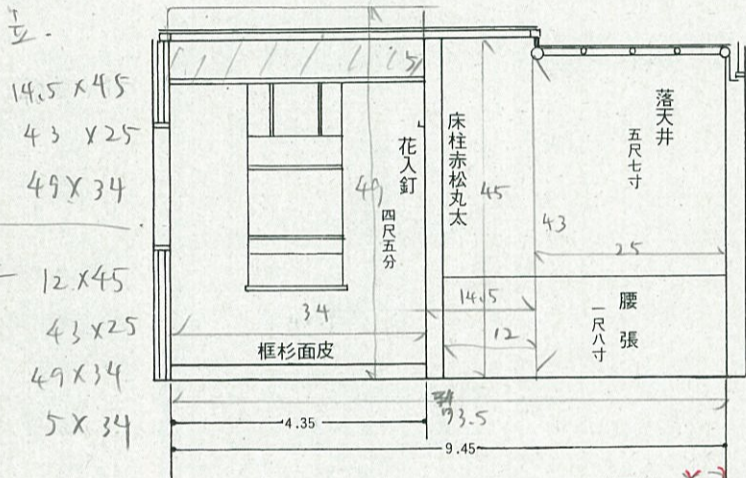 14.5 × 45
43 × 25
49 × 34
12 × 45
43 × 25
49 × 34
5 × 34
5
花入釘
49
四尺五分
34
框杉面皮
床柱赤松丸太
45
14.5
12
43
落天井
五尺七寸
25
腰張
一尺八寸
93.5
4.35
9.45